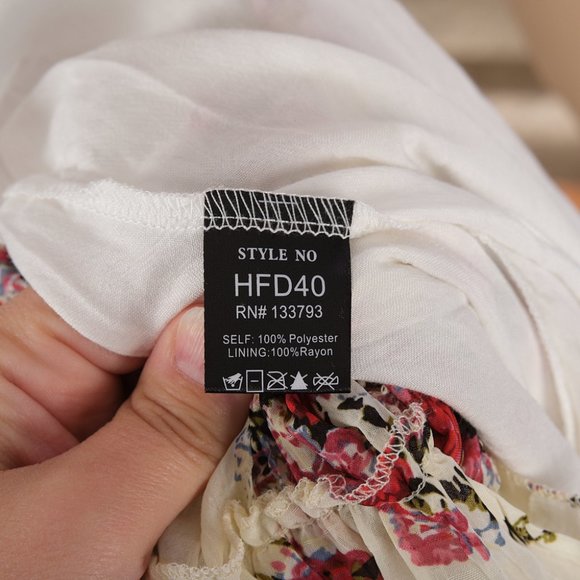 STYLE NO
HFD40
RN# 133793
SELF: 100% Polyester
LINING:100%Rayon